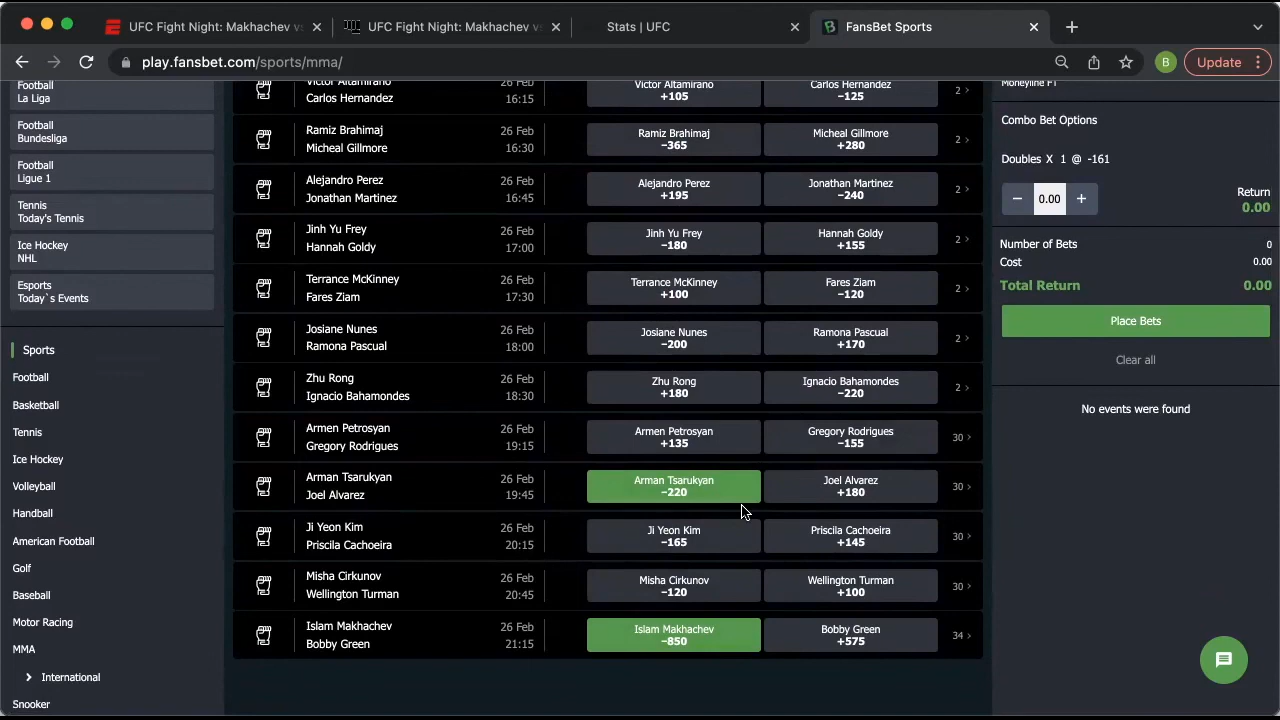 UFC Fight Night: Makhachev vs
UFC Fight Night: Makhachev v
Stats | UFC
FansBet Sports
play.fansbet.com/sports/mma/
B
Update
Football
La Liga
Football
Bundesliga
Football
Ligue 1
Tennis
Today's Tennis
Ice Hockey
NHL
Esports
Today`s Events
Sports
Football
Basketball
Tennis
Ice Hockey
Volleyball
Handball
American Football
Golf
Baseball
Motor Racing
MMA
International
Snooker
Victor Altamirano
Carlos Hernandez
26 Feb
16:15
Victor Altamirano
+105
Carlos Hernandez
−125
2
Ramiz Brahimaj
Micheal Gillmore
26 Feb
16:30
Ramiz Brahimaj
−365
Micheal Gillmore
+280
2
Alejandro Perez
Jonathan Martinez
26 Feb
16:45
Alejandro Perez
+195
Jonathan Martinez
−240
2
Jinh Yu Frey
Hannah Goldy
26 Feb
17:00
Jinh Yu Frey
−180
Hannah Goldy
+155
2
Terrance McKinney
Fares Ziam
26 Feb
17:30
Terrance McKinney
+100
Fares Ziam
−120
2
Josiane Nunes
Ramona Pascual
26 Feb
18:00
Josiane Nunes
−200
Ramona Pascual
+170
2
Zhu Rong
Ignacio Bahamondes
26 Feb
18:30
Zhu Rong
+180
Ignacio Bahamondes
−220
2
Armen Petrosyan
Gregory Rodrigues
26 Feb
19:15
Armen Petrosyan
+135
Gregory Rodrigues
−155
30
Arman Tsarukyan
Joel Alvarez
26 Feb
19:45
Arman Tsarukyan
−220
Joel Alvarez
+180
30
Ji Yeon Kim
Priscila Cachoeira
26 Feb
20:15
Ji Yeon Kim
−165
Priscila Cachoeira
+145
30
Misha Cirkunov
Wellington Turman
26 Feb
20:45
Misha Cirkunov
−120
Wellington Turman
+100
30
Islam Makhachev
Bobby Green
26 Feb
21:15
Islam Makhachev
−850
Bobby Green
+575
34
Moneyline FT
Combo Bet Options
Doubles X 1 @ -161
− 0.00 +
Return
0.00
Number of Bets 0
Cost 0.00
Total Return 0.00
Place Bets
Clear all
No events were found